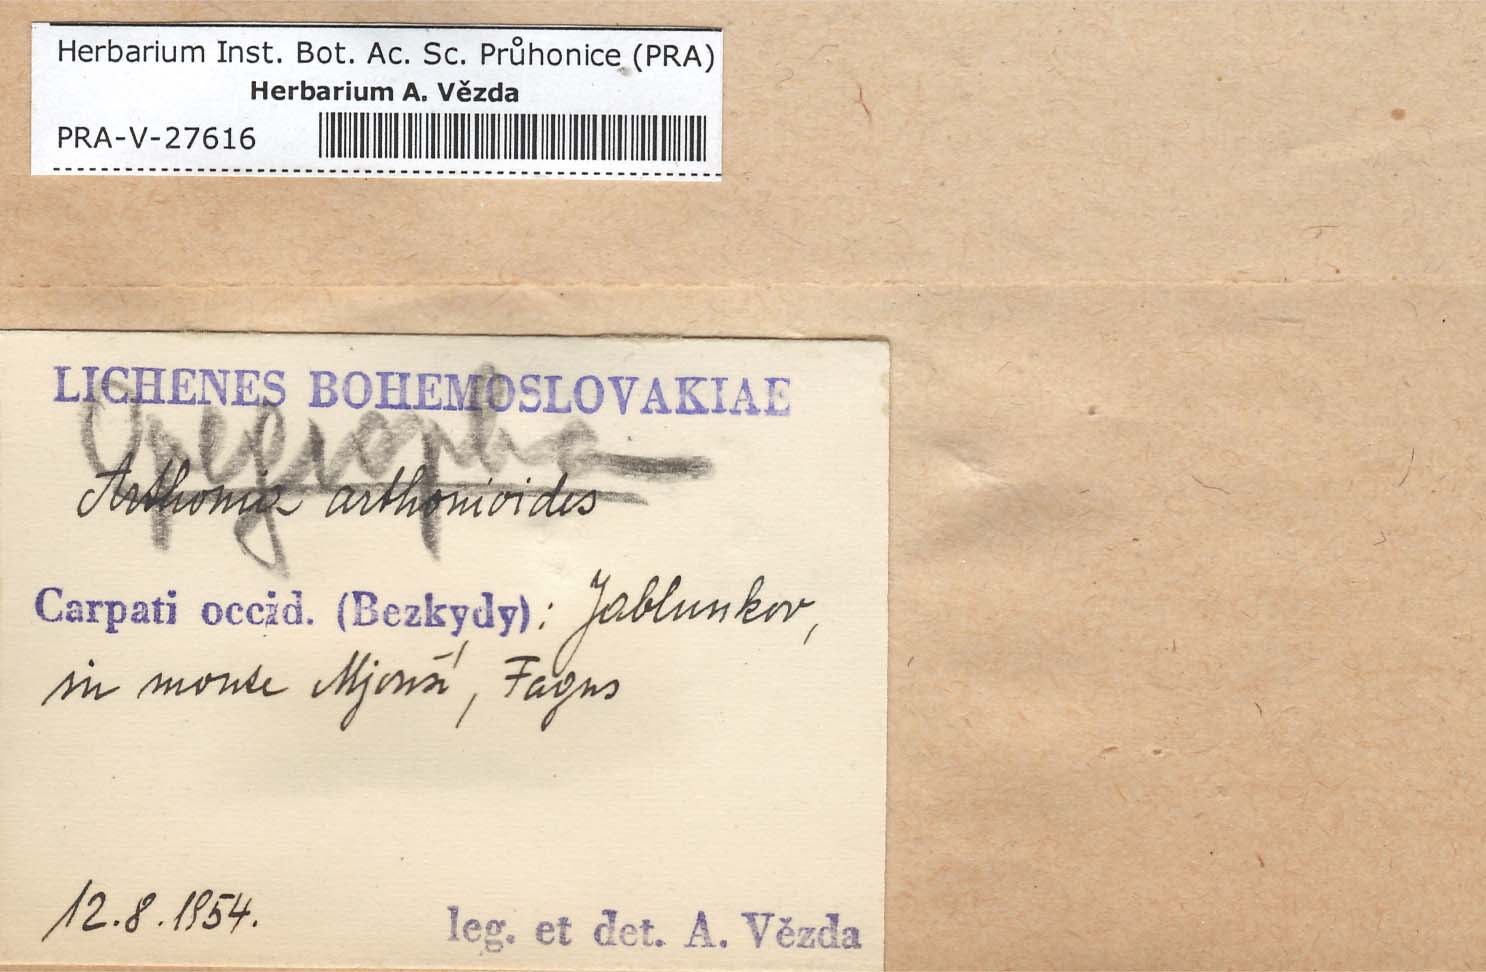 Herbarium Inst. Bot. Ac. Sc. Průhonice (PRA)
Herbarium A. Vězda
PRA-V-27616
LICHENES BOHEMOSLOVAKIAE
Opegrapha
Arthonia arthonioides
Carpati occid. (Bezkydy): Jablunkov,
in monte Mjonší, Fagus
12.8.1954.
leg. et det. A. Vězda